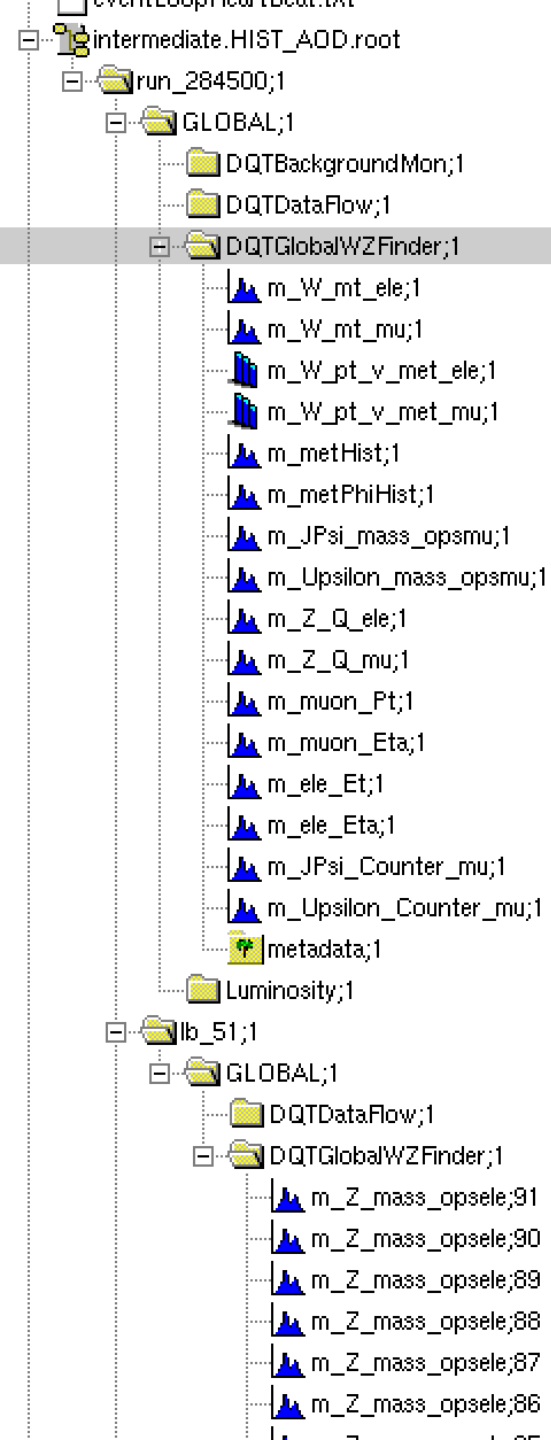 eventLoopHeartBeat.txt
intermediate.HIST_AOD.root
run_284500;1
GLOBAL;1
DQTBackgroundMon;1
DQTDataFlow;1
DQTGlobalWZFinder;1
m_W_mt_ele;1
m_W_mt_mu;1
m_W_pt_v_met_ele;1
m_W_pt_v_met_mu;1
m_metHist;1
m_metPhiHist;1
m_JPsi_mass_opsmu;1
m_Upsilon_mass_opsmu;1
m_Z_Q_ele;1
m_Z_Q_mu;1
m_muon_Pt;1
m_muon_Eta;1
m_ele_Et;1
m_ele_Eta;1
m_JPsi_Counter_mu;1
m_Upsilon_Counter_mu;1
metadata;1
Luminosity;1
lb_51;1
GLOBAL;1
DQTDataFlow;1
DQTGlobalWZFinder;1
m_Z_mass_opsele;91
m_Z_mass_opsele;90
m_Z_mass_opsele;89
m_Z_mass_opsele;88
m_Z_mass_opsele;87
m_Z_mass_opsele;86